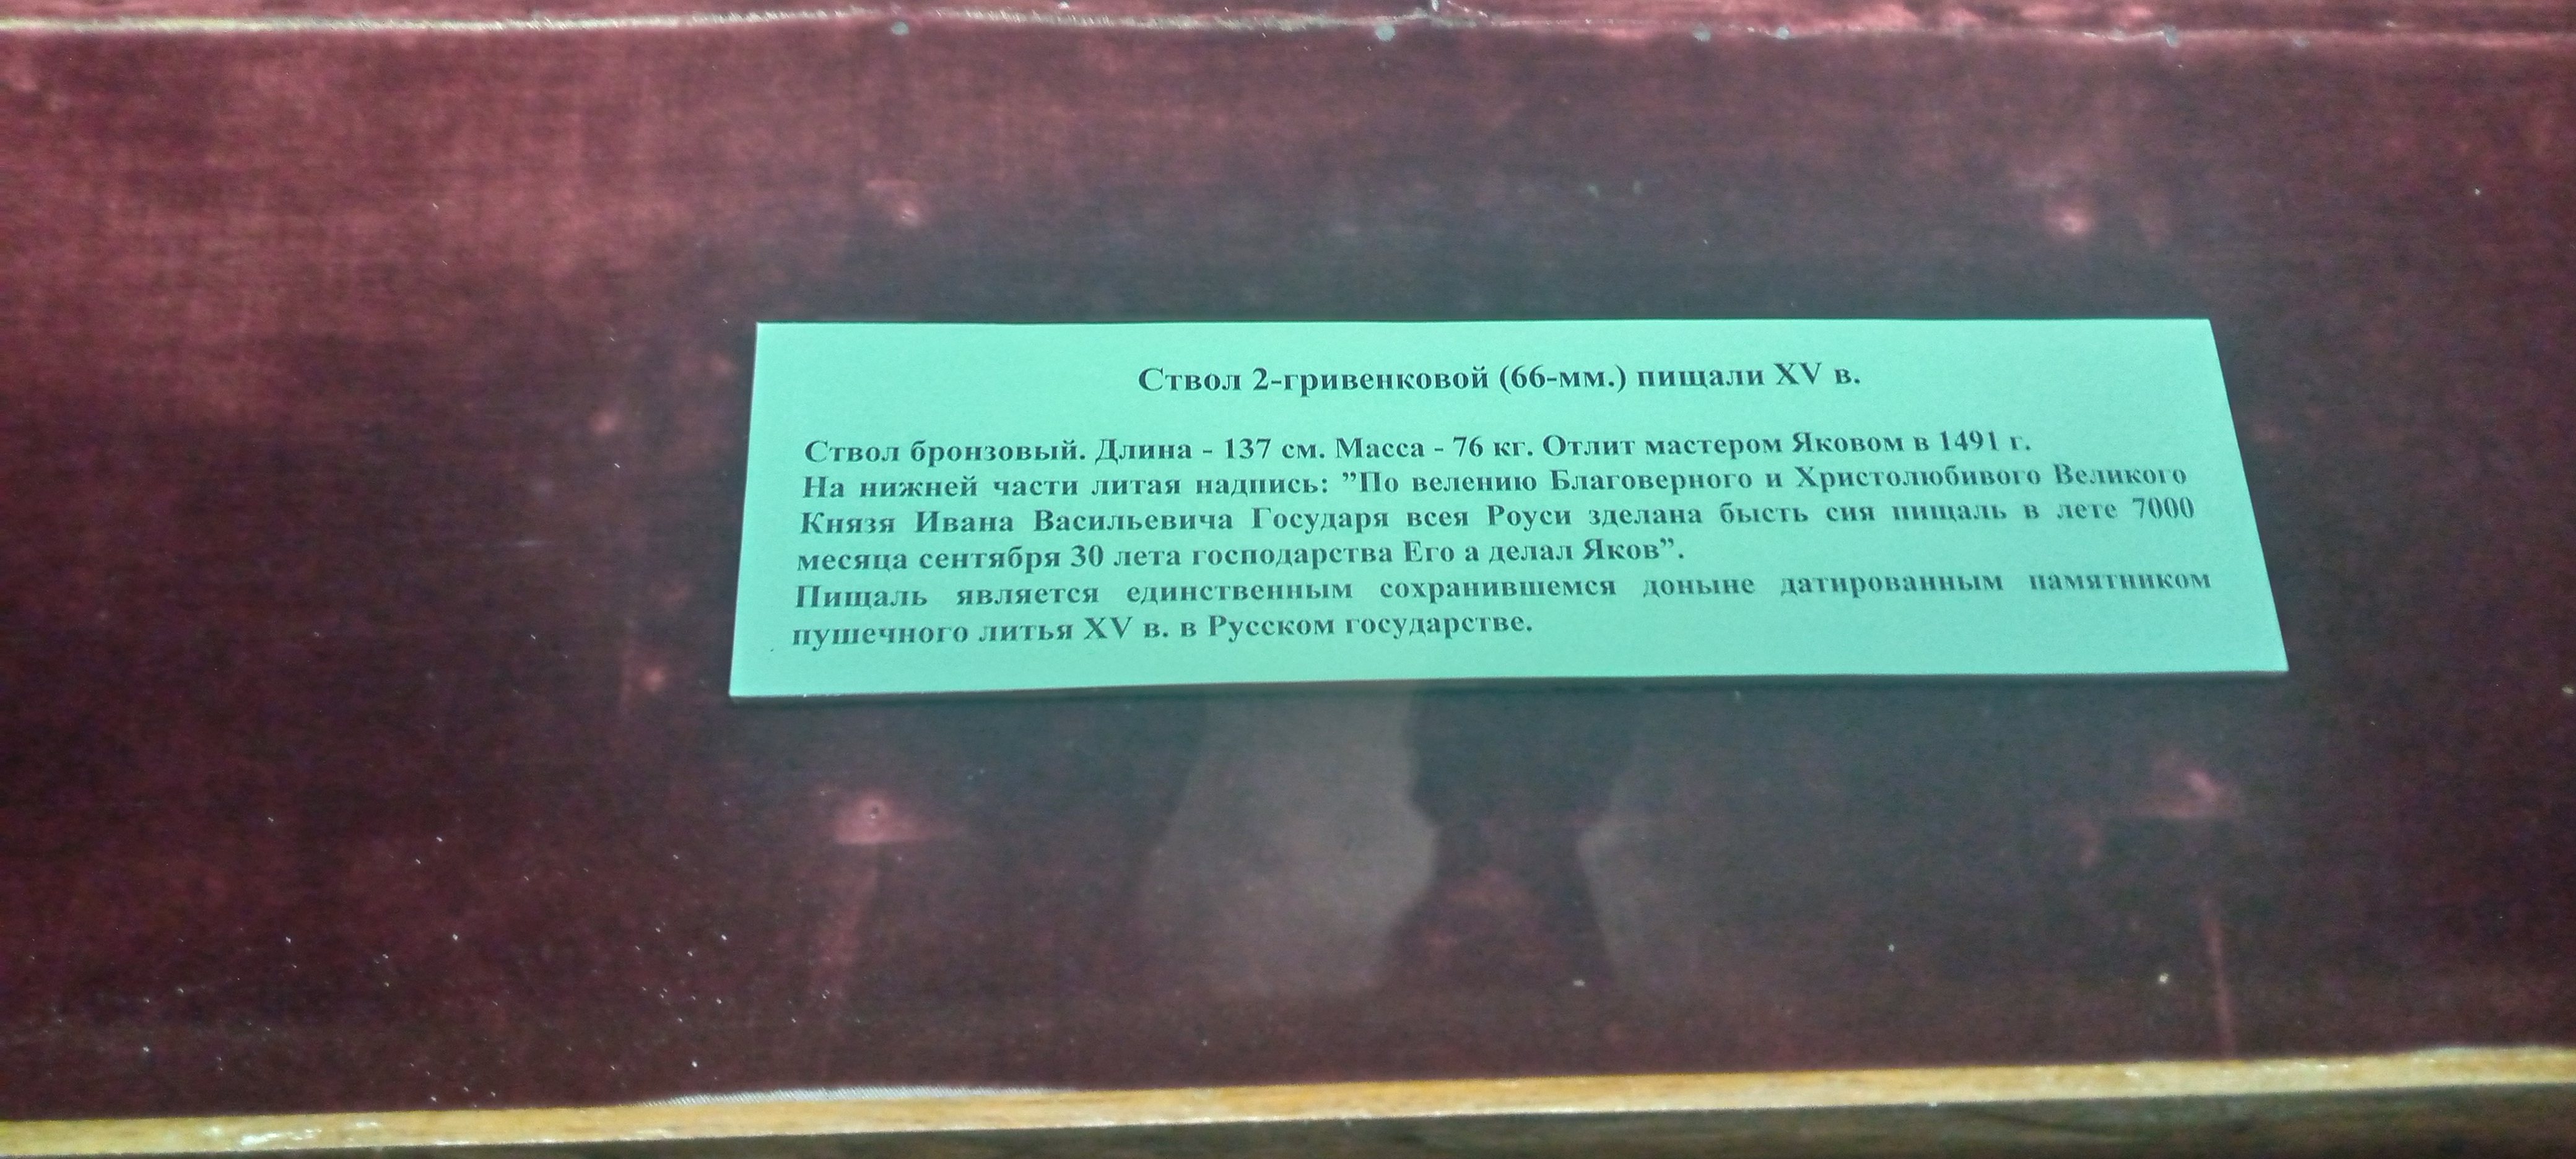 Ствол 2-гривенковой (66-мм.) пищали XV в.
Ствол бронзовый. Длина - 137 см. Масса - 76 кг. Отлит мастером Яковом в 1491 г.
На нижней части литая надпись: ”По велению Благоверного и Христолюбивого Великого
Князя Ивана Васильевича Государя всея Роуси зделана бысть сия пищаль в лете 7000
месяца сентября 30 лета господарства Его а делал Яков”.
Пищаль является единственным сохранившемся доныне датированным памятником
пушечного литья XV в. в Русском государстве.